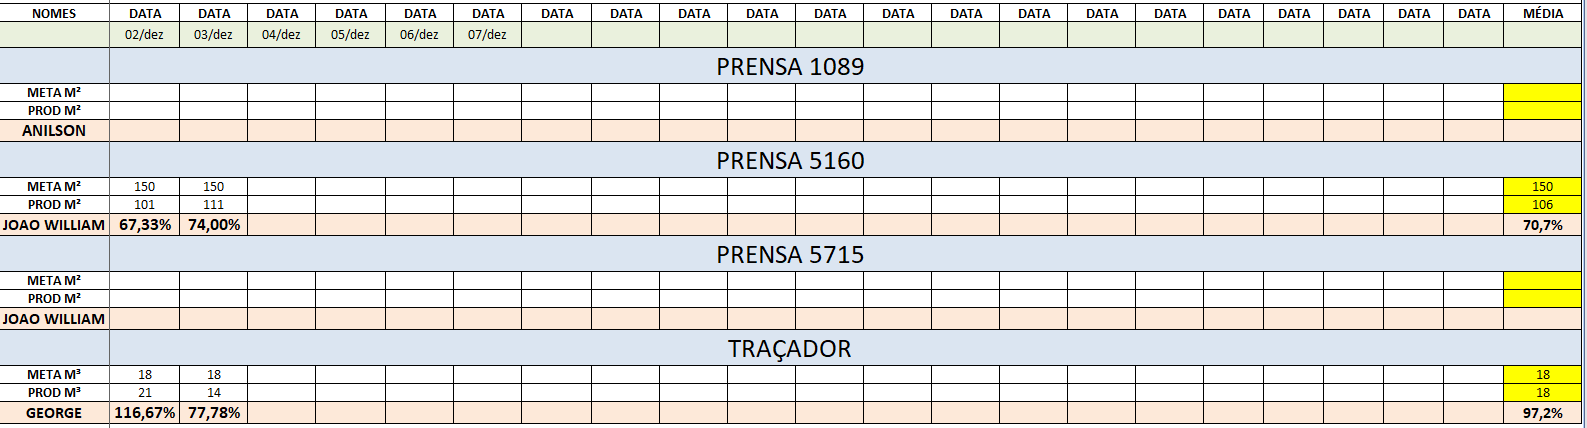 NOMES DATA DATA DATA DATA DATA DATA DATA DATA DATA DATA DATA DATA DATA DATA DATA DATA DATA DATA DATA DATA MÉDIA
02/dez 03/dez 04/dez 05/dez 06/dez 07/dez
PRENSA 1089
META M²
PROD M²
ANILSON
PRENSA 5160
META M² 150 150 150
PROD M² 101 111 106
JOAO WILLIAM 67,33% 74,00% 70,7%
PRENSA 5715
META M²
PROD M²
JOAO WILLIAM
TRAÇADOR
META M³ 18 18 18
PROD M³ 21 14 18
GEORGE 116,67% 77,78% 97,2%